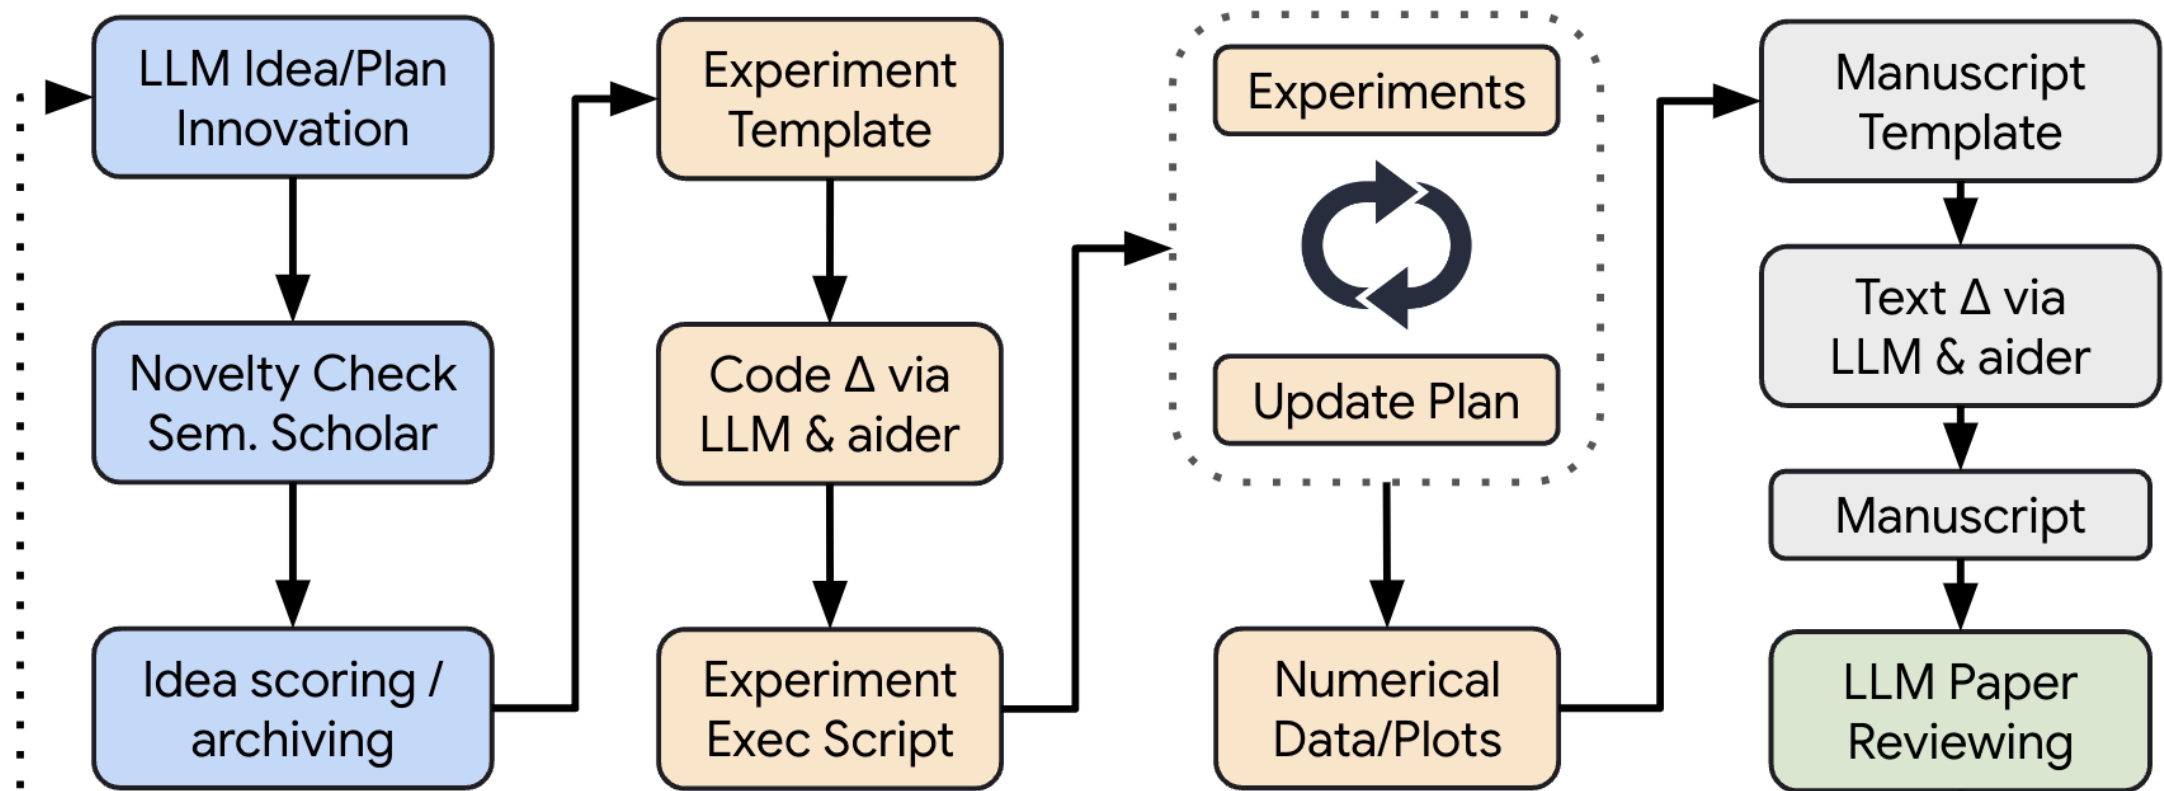 LLM Idea/Plan
Innovation
Novelty Check
Sem. Scholar
Idea scoring /
archiving
Experiment
Template
Code Δ via
LLM & aider
Experiment
Exec Script
Experiments
Update Plan
Numerical
Data/Plots
Manuscript
Template
Text Δ via
LLM & aider
Manuscript
LLM Paper
Reviewing